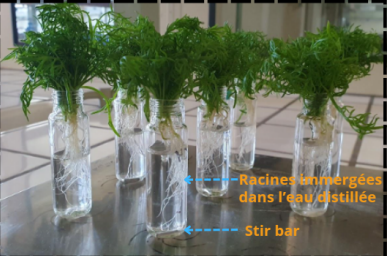 Racines immergées
dans l'eau distillée
Stir bar